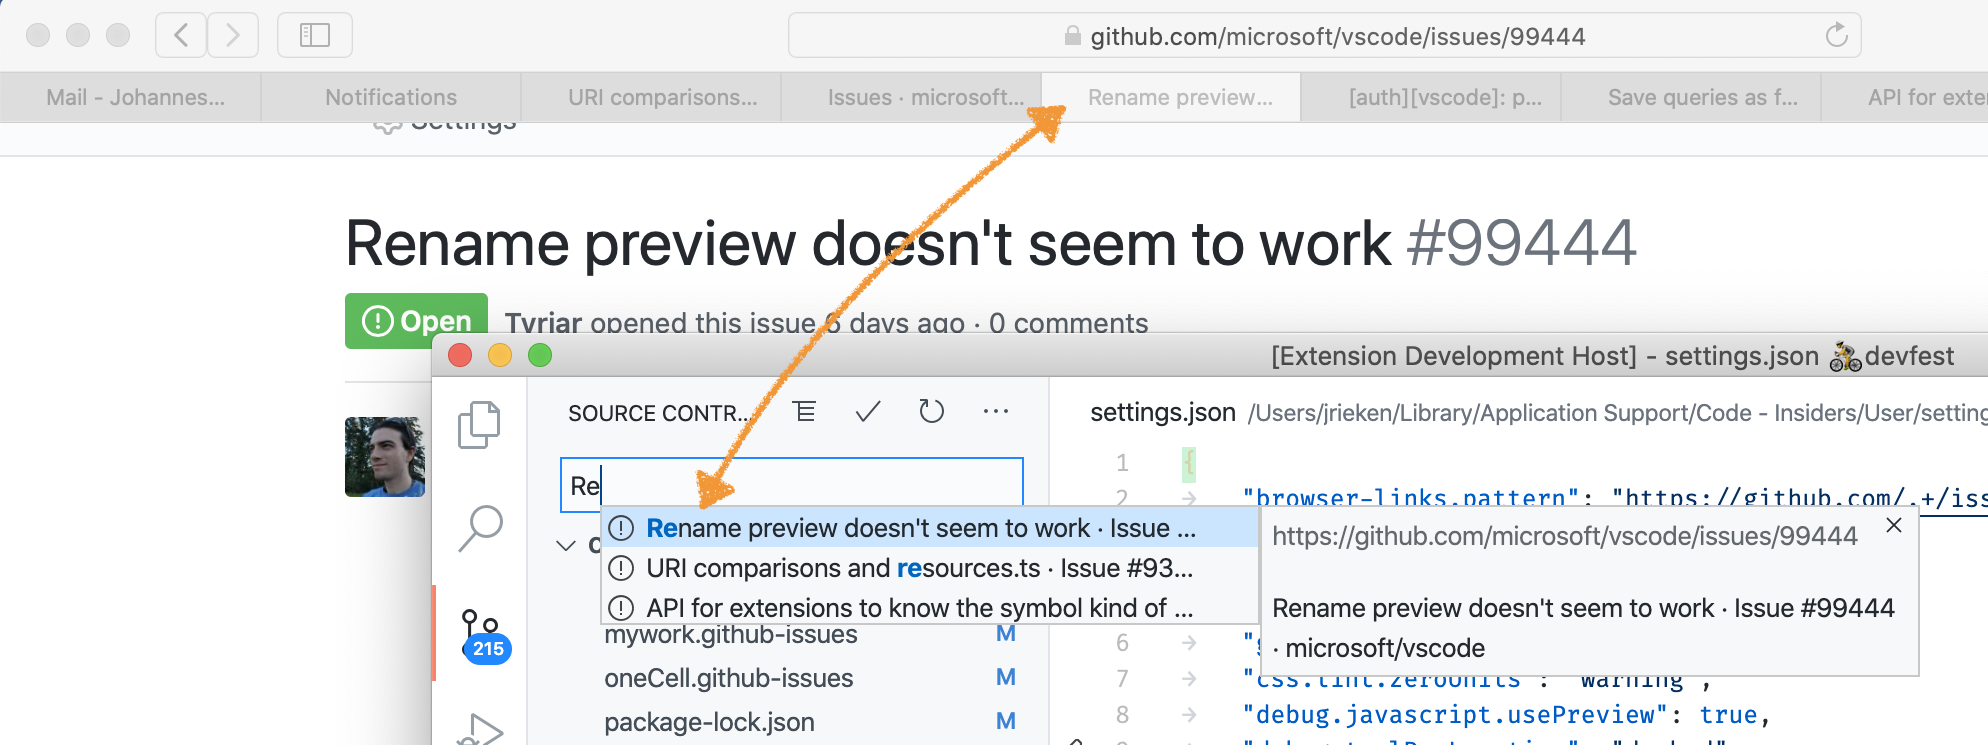 github.com/microsoft/vscode/issues/99444
Mail - Johannes...
Notifications
URI comparisons...
Issues · microsoft...
Rename preview...
[auth][vscode]: p...
Save queries as f...
API for exte
Settings
Rename preview doesn't seem to work #99444
Open
Tyriar opened this issue 6 days ago · 0 comments
[Extension Development Host] - settings.json 🚴devfest
SOURCE CONTR...
settings.json /Users/jrieken/Library/Application Support/Code - Insiders/User/setting
Re
1 {
2 "browser-links.pattern": "https://github.com/.+/iss
Rename preview doesn't seem to work · Issue ...
URI comparisons and resources.ts · Issue #93...
API for extensions to know the symbol kind of ...
https://github.com/microsoft/vscode/issues/99444
Rename preview doesn't seem to work · Issue #99444
· microsoft/vscode
215
mywork.github-issues M
oneCell.github-issues M
package-lock.json M
6
7 "css.lint.zeroUnits": "warning",
8 "debug.javascript.usePreview": true,